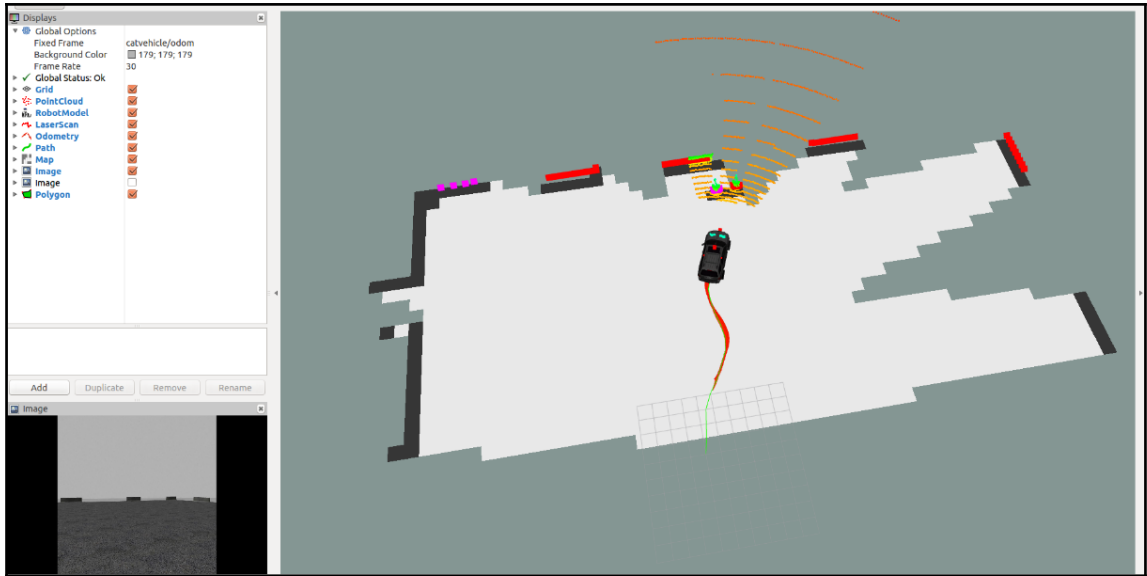 Displays
Global Options
Fixed Frame catvehicle/odom
Background Color 179; 179; 179
Frame Rate 30
Global Status: Ok
Grid
PointCloud
RobotModel
LaserScan
Odometry
Path
Map
Image
Image
Polygon
Add Duplicate Remove Rename
Image